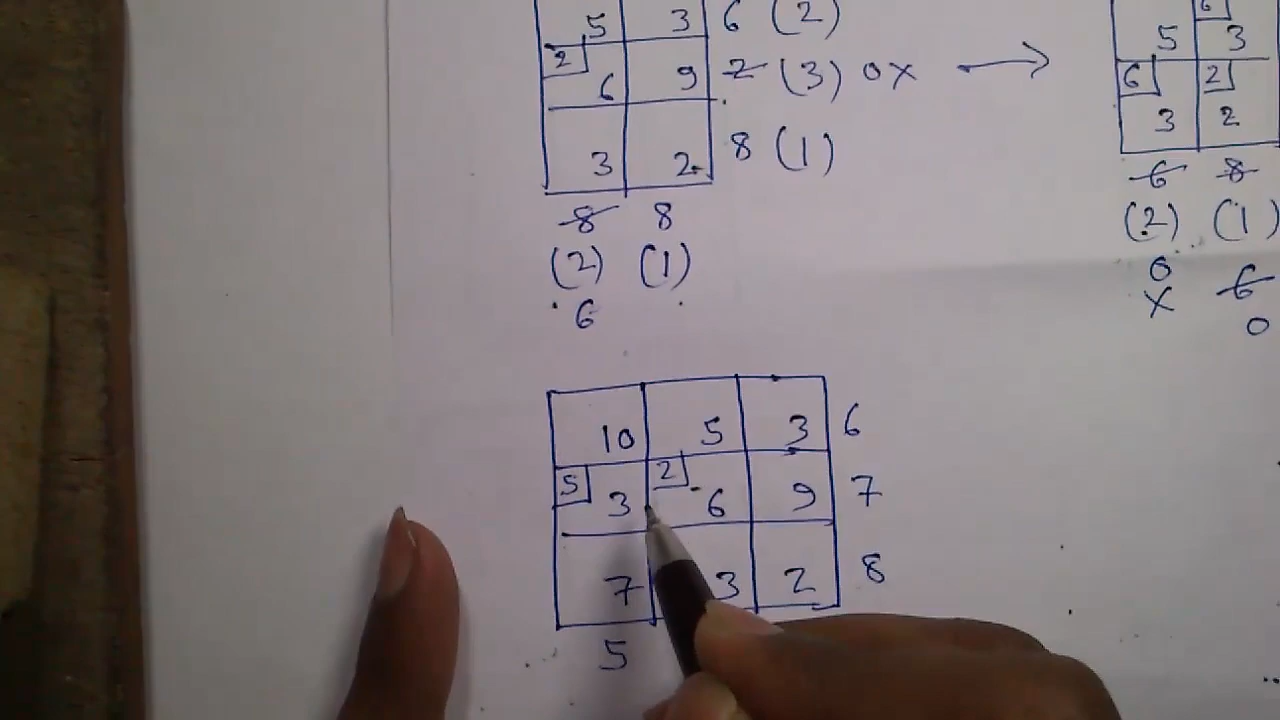 5 3 6 (2)
2 6 9 2 (3) 0 x →
3 2 8 (1)
8 8
(2) (1)
6
6
5 3
6 2
3 2
6 8
(2) (1)
0 6
x 0
10 5 3 6
5 3 2 6 9 7
7 3 2 8
5